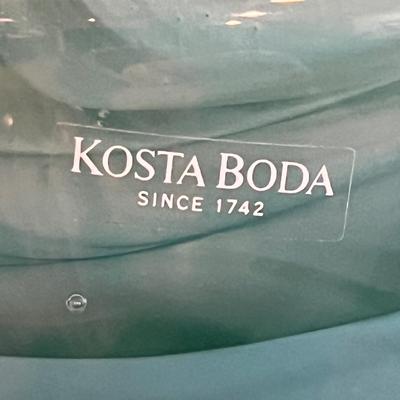 KOSTA BODA
SINCE 1742